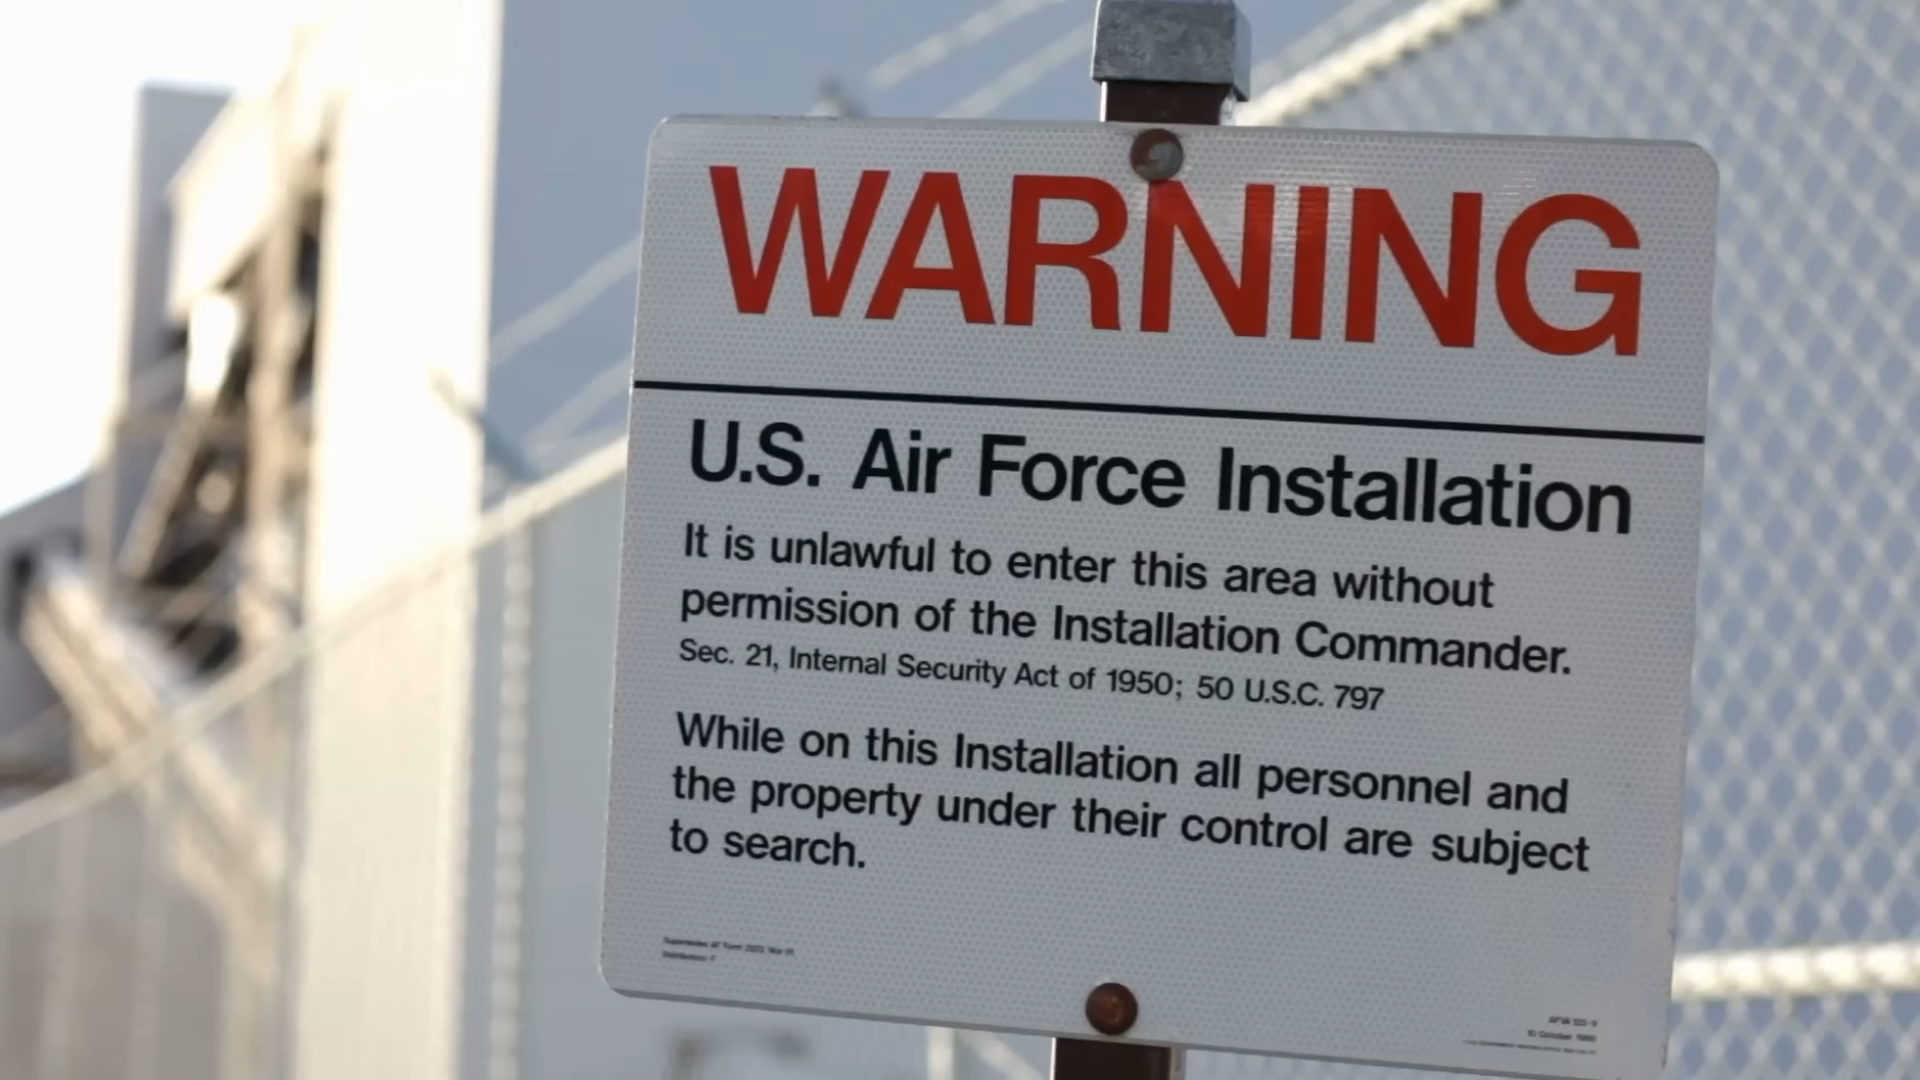 WARNING
U.S. Air Force Installation
It is unlawful to enter this area without
permission of the Installation Commander.
Sec. 21, Internal Security Act of 1950; 50 U.S.C. 797
While on this Installation all personnel and
the property under their control are subject
to search.